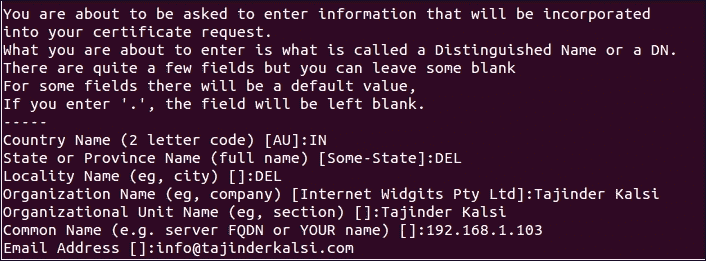 You are about to be asked to enter information that will be incorporated
into your certificate request.
What you are about to enter is what is called a Distinguished Name or a DN.
There are quite a few fields but you can leave some blank
For some fields there will be a default value,
If you enter '.', the field will be left blank.
-----
Country Name (2 letter code) [AU]:IN
State or Province Name (full name) [Some-State]:DEL
Locality Name (eg, city) []:DEL
Organization Name (eg, company) [Internet Widgits Pty Ltd]:Tajinder Kalsi
Organizational Unit Name (eg, section) []:Tajinder Kalsi
Common Name (e.g. server FQDN or YOUR name) []:192.168.1.103
Email Address []:info@tajinderkalsi.com